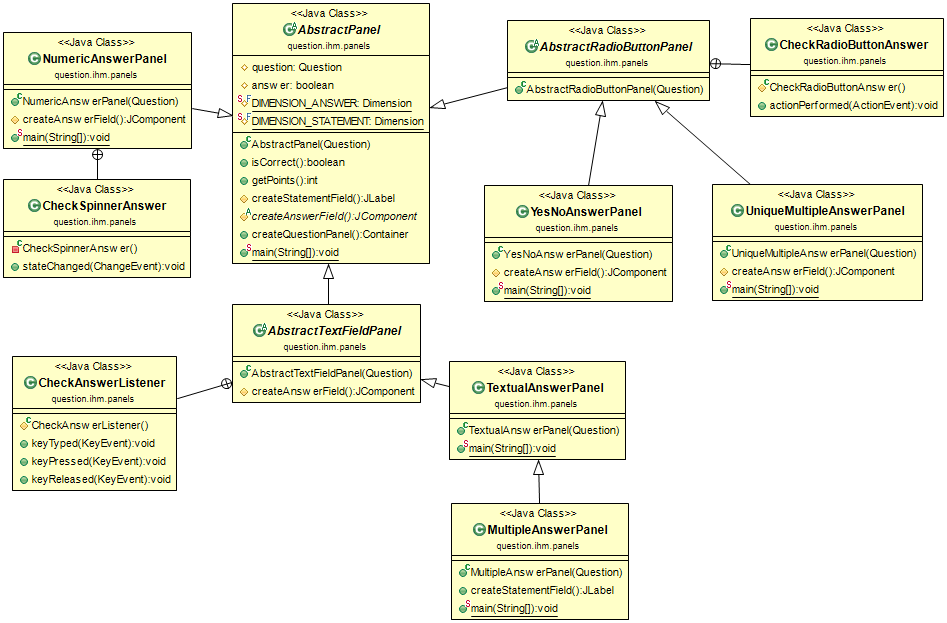 <<Java Class>>
NumericAnswerPanel
question.ihm.panels
NumericAnswerPanel(Question)
createAnswerField():JComponent
main(String[]):void
<<Java Class>>
CheckSpinnerAnswer
question.ihm.panels
CheckSpinnerAnswer()
stateChanged(ChangeEvent):void
<<Java Class>>
AbstractPanel
question.ihm.panels
question: Question
answer: boolean
DIMENSION_ANSWER: Dimension
DIMENSION_STATEMENT: Dimension
AbstractPanel(Question)
isCorrect():boolean
getPoints():int
createStatementField():JLabel
createAnswerField():JComponent
createQuestionPanel():Container
main(String[]):void
<<Java Class>>
AbstractRadioButtonPanel
question.ihm.panels
AbstractRadioButtonPanel(Question)
<<Java Class>>
CheckRadioButtonAnswer
question.ihm.panels
CheckRadioButtonAnswer()
actionPerformed(ActionEvent):void
<<Java Class>>
YesNoAnswerPanel
question.ihm.panels
YesNoAnswerPanel(Question)
createAnswerField():JComponent
main(String[]):void
<<Java Class>>
UniqueMultipleAnswerPanel
question.ihm.panels
UniqueMultipleAnswerPanel(Question)
createAnswerField():JComponent
main(String[]):void
<<Java Class>>
AbstractTextFieldPanel
question.ihm.panels
AbstractTextFieldPanel(Question)
createAnswerField():JComponent
<<Java Class>>
CheckAnswerListener
question.ihm.panels
CheckAnswerListener()
keyTyped(KeyEvent):void
keyPressed(KeyEvent):void
keyReleased(KeyEvent):void
<<Java Class>>
TextualAnswerPanel
question.ihm.panels
TextualAnswerPanel(Question)
main(String[]):void
<<Java Class>>
MultipleAnswerPanel
question.ihm.panels
MultipleAnswerPanel(Question)
createStatementField():JLabel
main(String[]):void